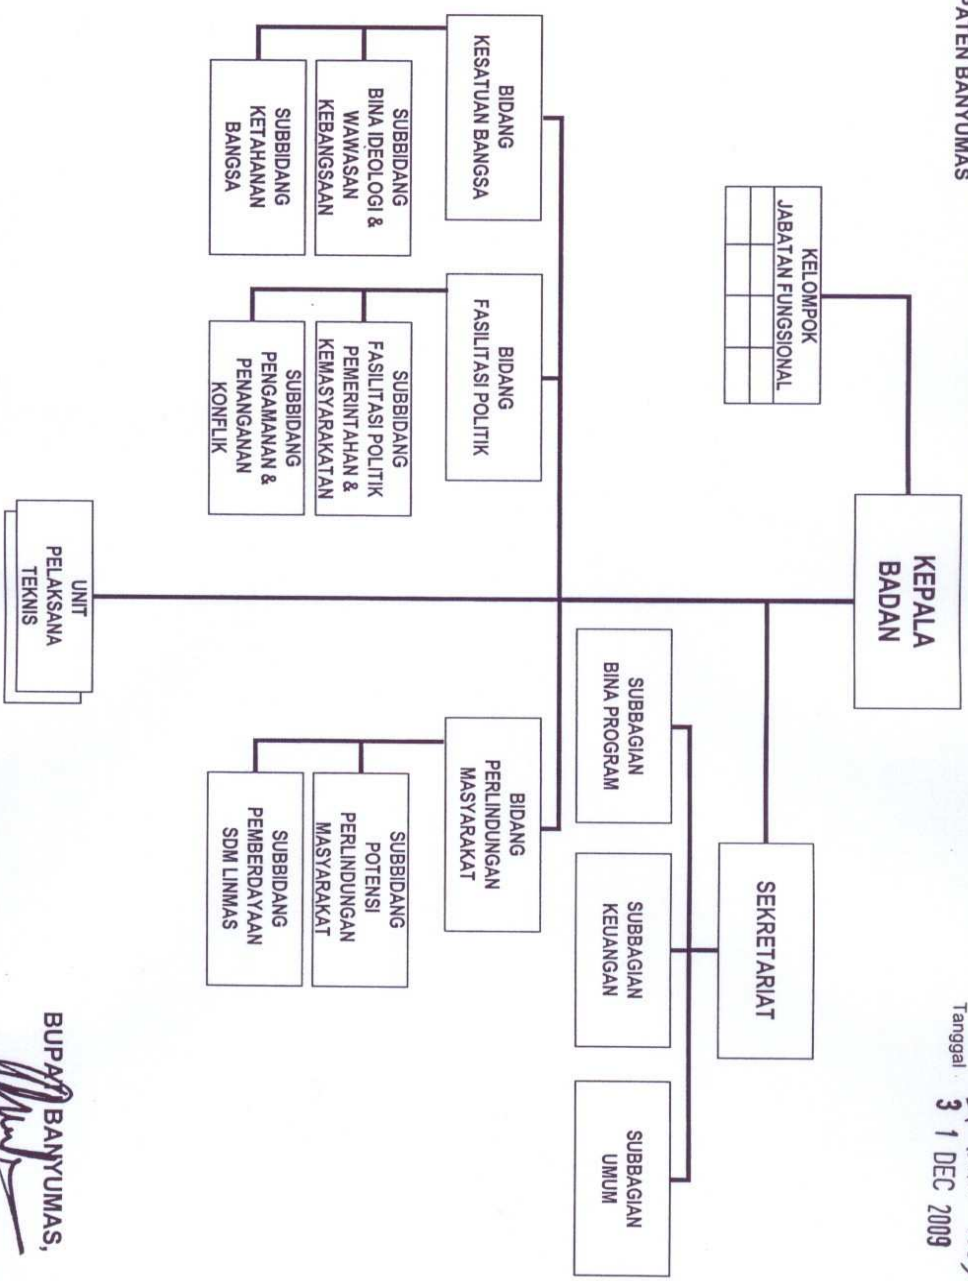 BANYUMAS
Tanggal
3 1 DEC 2009
KEPALA
BADAN
KELOMPOK
JABATAN FUNGSIONAL
SEKRETARIAT
SUBBAGIAN
BINA PROGRAM
SUBBAGIAN
KEUANGAN
SUBBAGIAN
UMUM
BIDANG
KESATUAN BANGSA
BIDANG
FASILITASI POLITIK
BIDANG
PERLINDUNGAN
MASYARAKAT
SUBBIDANG
BINA IDEOLOGI &
WAWASAN
KEBANGSAAN
SUBBIDANG
KETAHANAN
BANGSA
SUBBIDANG
FASILITASI POLITIK
PEMERINTAHAN &
KEMASYARAKATAN
SUBBIDANG
PENGAMANAN &
PENANGANAN
KONFLIK
SUBBIDANG
POTENSI
PERLINDUNGAN
MASYARAKAT
SUBBIDANG
PEMBERDAYAAN
SDM LINMAS
UNIT
PELAKSANA
TEKNIS
BUPATI BANYUMAS,